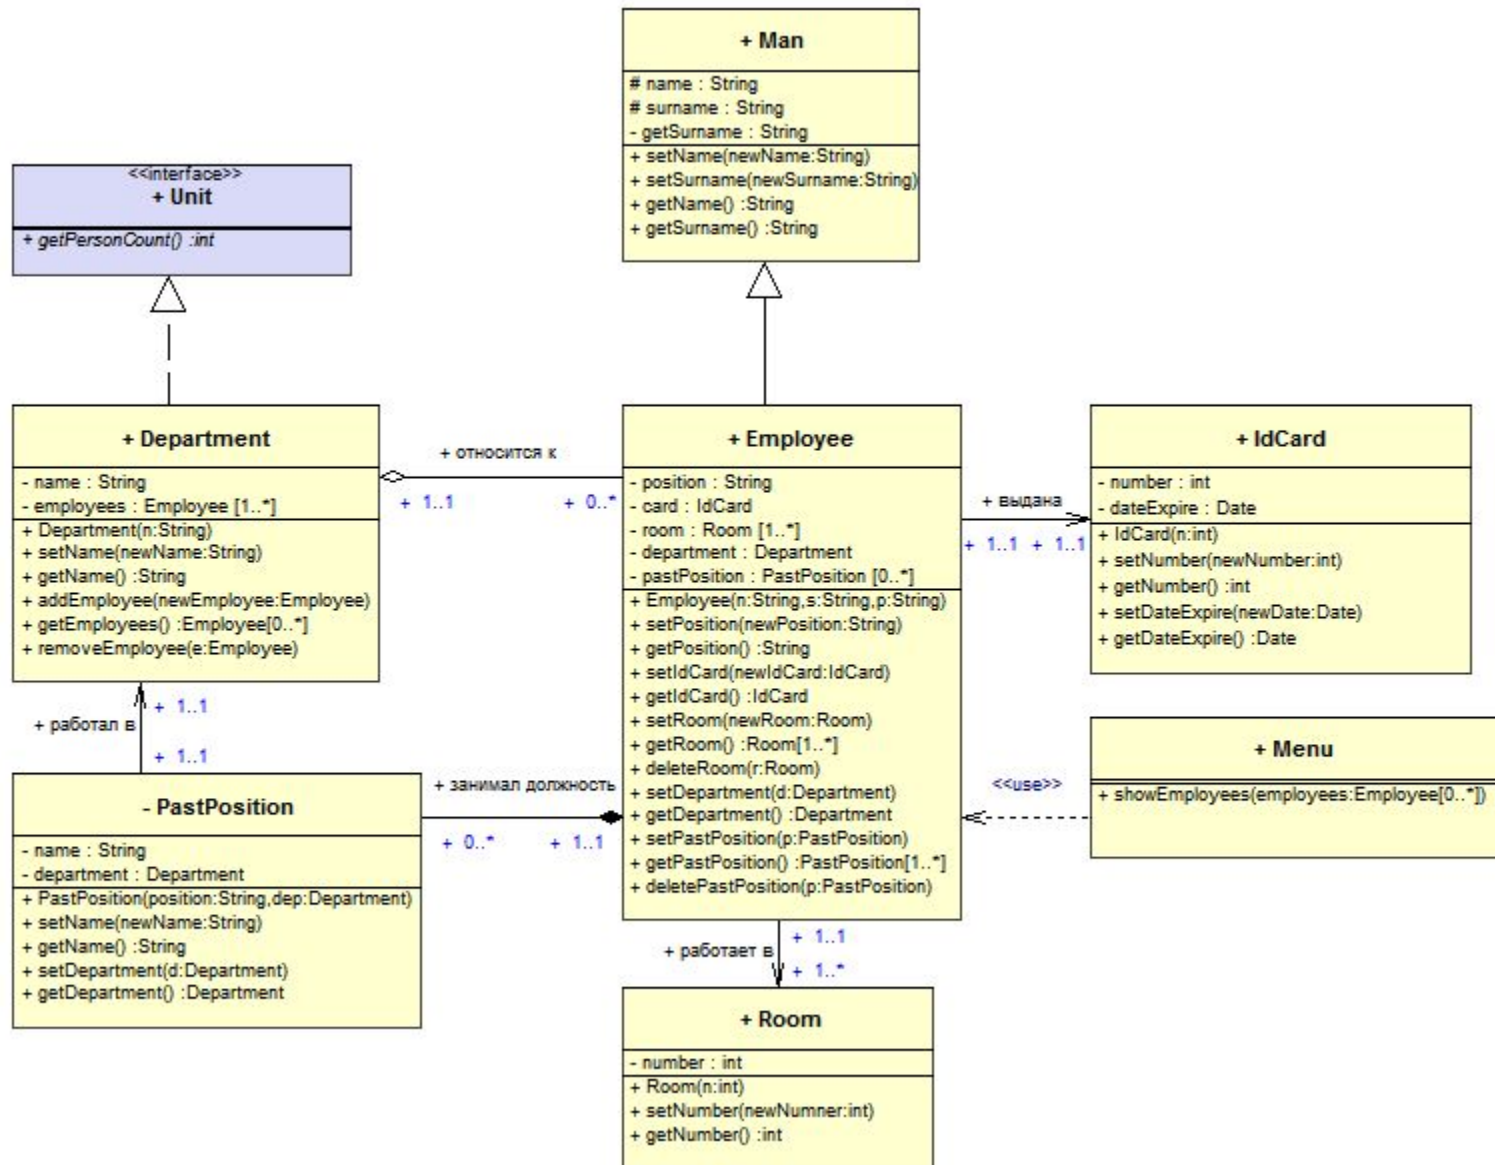 + Man
# name : String
# surname : String
- getSurname : String
+ setName(newName:String)
+ setSurname(newSurname:String)
+ getName() :String
+ getSurname() :String
<<interface>>
+ Unit
+ getPersonCount() :int
+ Department
- name : String
- employees : Employee [1..*]
+ Department(n:String)
+ setName(newName:String)
+ getName() :String
+ addEmployee(newEmployee:Employee)
+ getEmployees() :Employee[0..*]
+ removeEmployee(e:Employee)
+ относится к
+ 1..1
+ 0..*
+ Employee
- position : String
- card : IdCard
- room : Room [1..*]
- department : Department
- pastPosition : PastPosition [0..*]
+ Employee(n:String,s:String,p:String)
+ setPosition(newPosition:String)
+ getPosition() :String
+ setIdCard(newIdCard:IdCard)
+ getIdCard() :IdCard
+ setRoom(newRoom:Room)
+ getRoom() :Room[1..*]
+ deleteRoom(r:Room)
+ setDepartment(d:Department)
+ getDepartment() :Department
+ setPastPosition(p:PastPosition)
+ getPastPosition() :PastPosition[1..*]
+ deletePastPosition(p:PastPosition)
+ выдана
+ 1..1 + 1..1
+ IdCard
- number : int
- dateExpire : Date
+ IdCard(n:int)
+ setNumber(newNumber:int)
+ getNumber() :int
+ setDateExpire(newDate:Date)
+ getDateExpire() :Date
+ 1..1
+ работал в
+ 1..1
- PastPosition
- name : String
- department : Department
+ PastPosition(position:String,dep:Department)
+ setName(newName:String)
+ getName() :String
+ setDepartment(d:Department)
+ getDepartment() :Department
+ занимал должность
+ 0..*
+ 1..1
<<use>>
+ Menu
+ showEmployees(employees:Employee[0..*])
+ 1..1
+ работает в
+ 1..*
+ Room
- number : int
+ Room(n:int)
+ setNumber(newNumner:int)
+ getNumber() :int